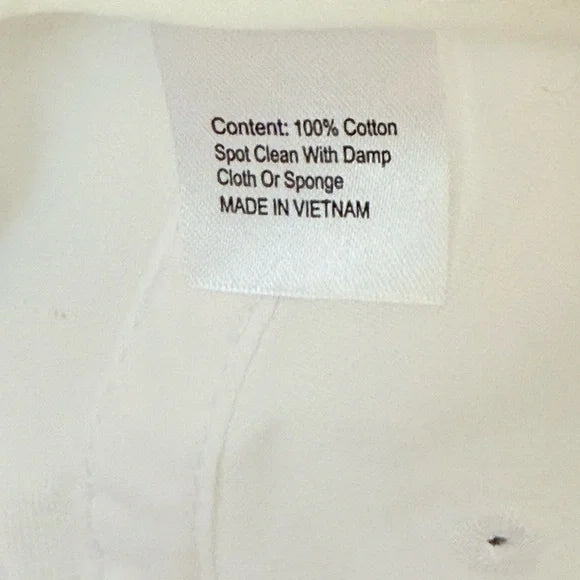 Content: 100% Cotton
Spot Clean With Damp
Cloth Or Sponge
MADE IN VIETNAM